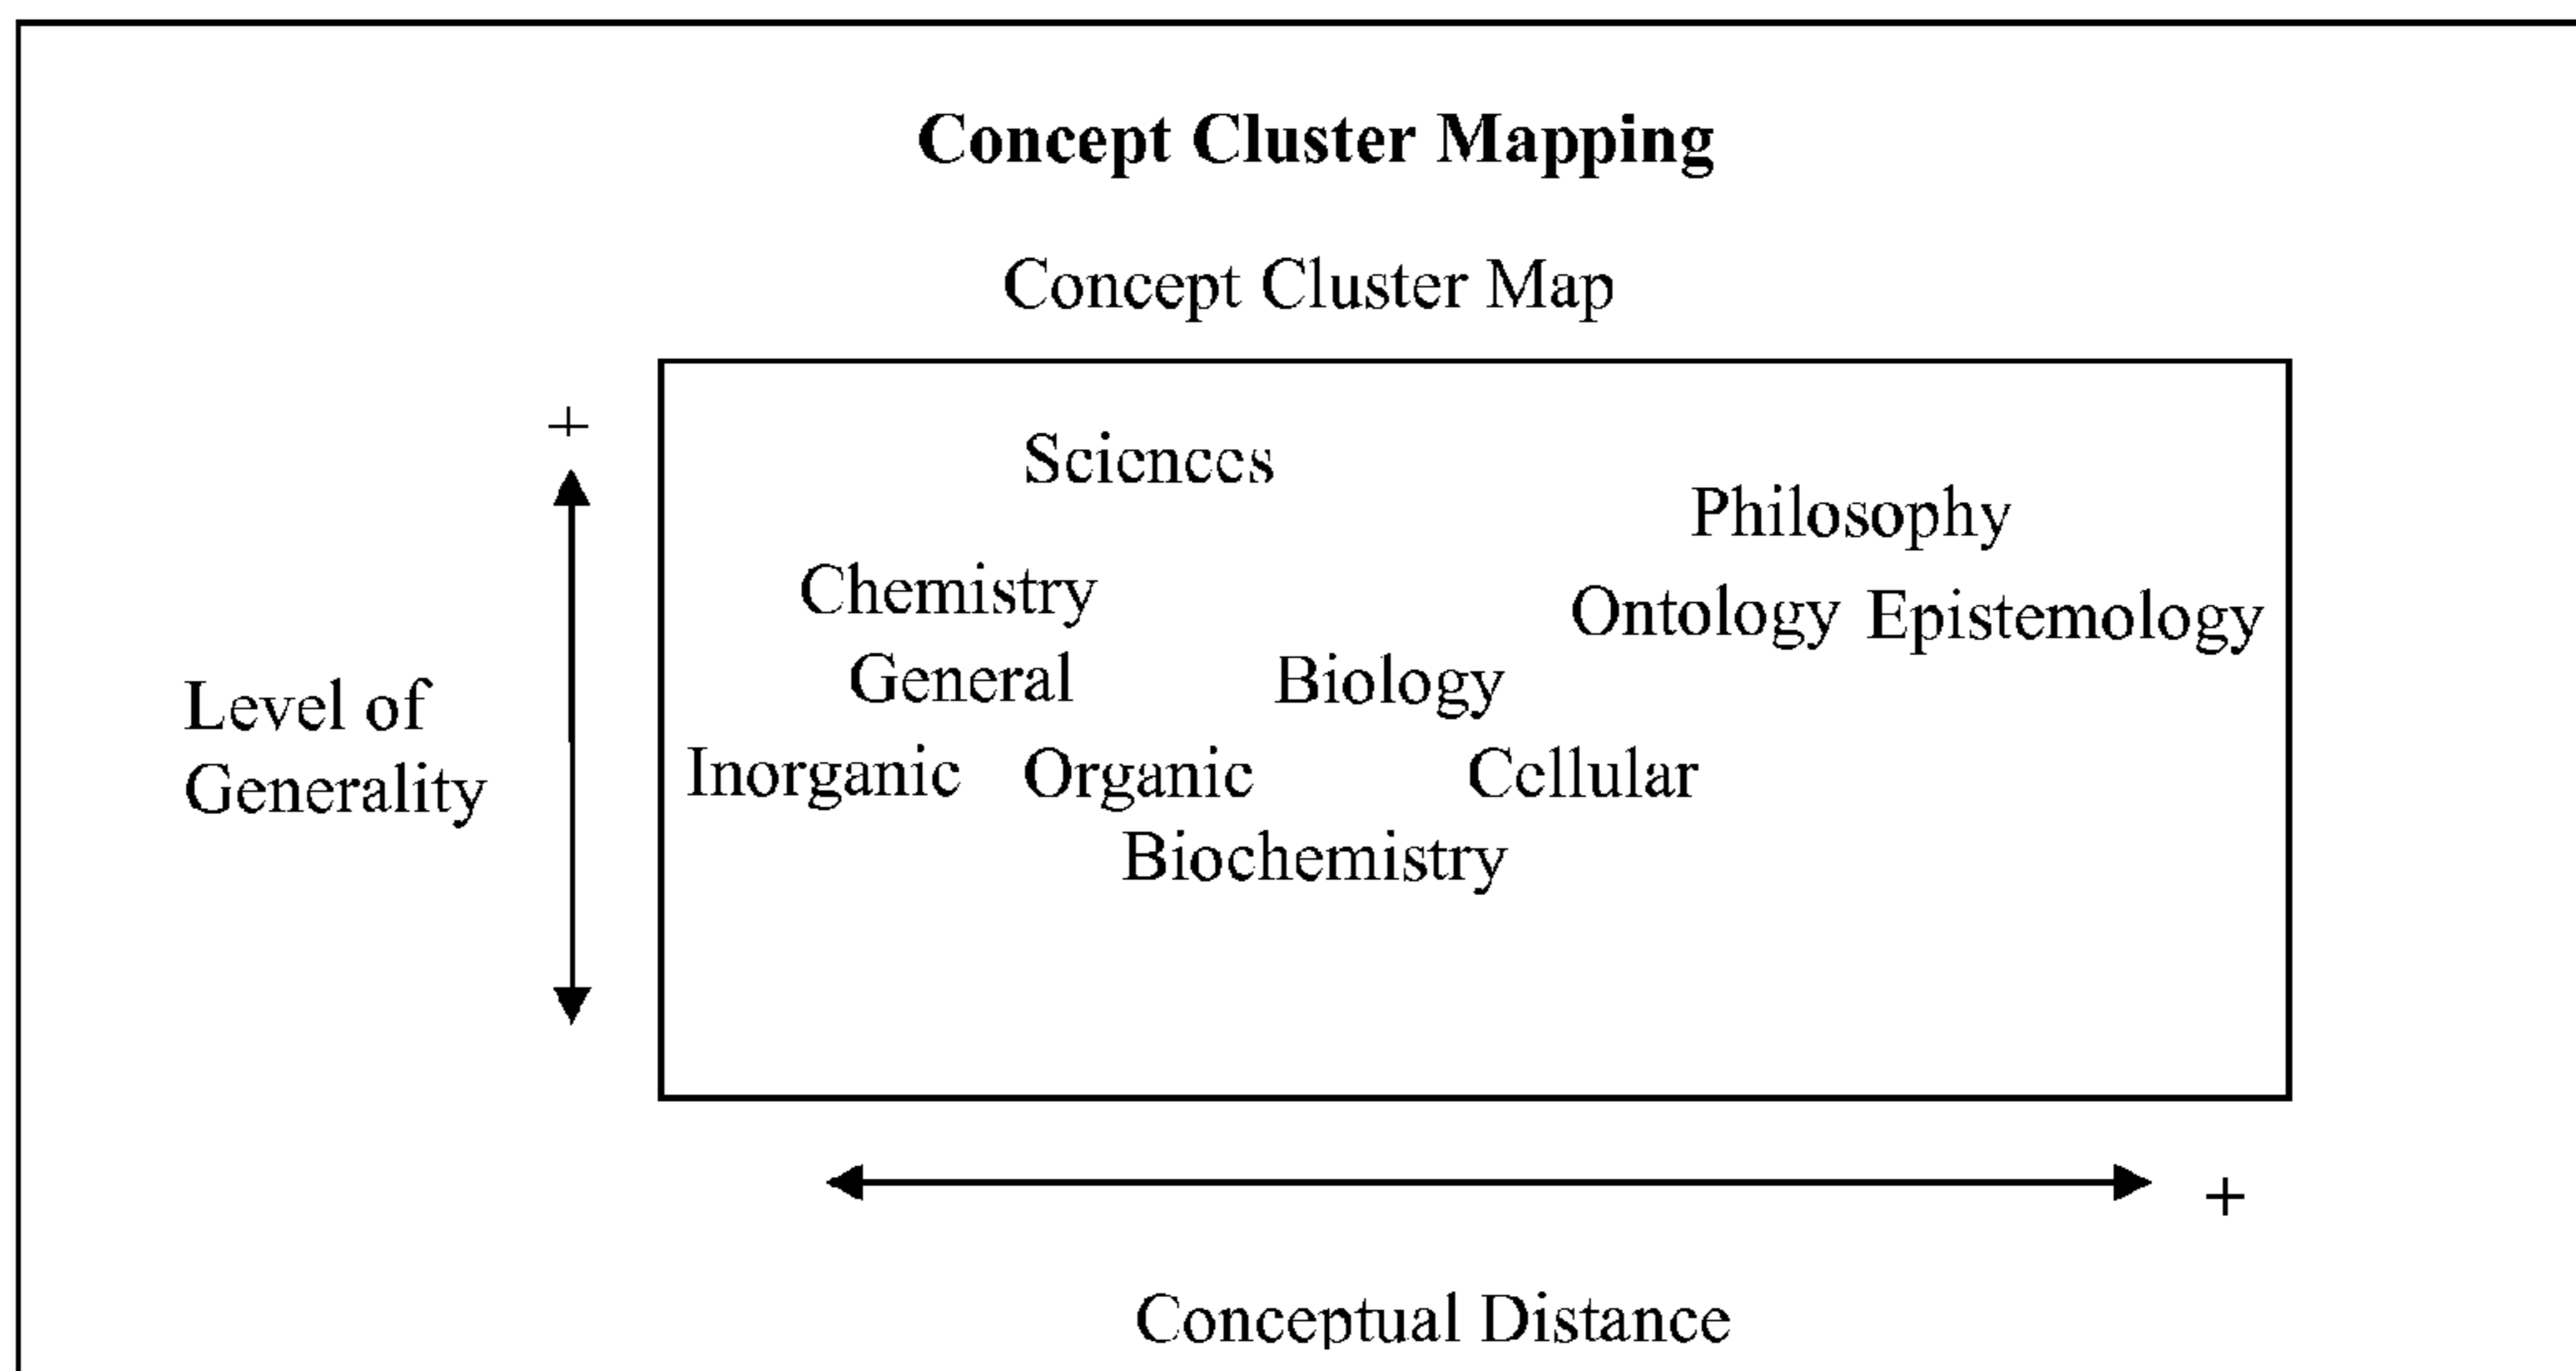 Concept Cluster Mapping
Concept Cluster Map
+
Sciences
Philosophy
Chemistry
Ontology Epistemology
General Biology
Level of
Generality
Inorganic Organic Cellular
Biochemistry
+
Conceptual Distance